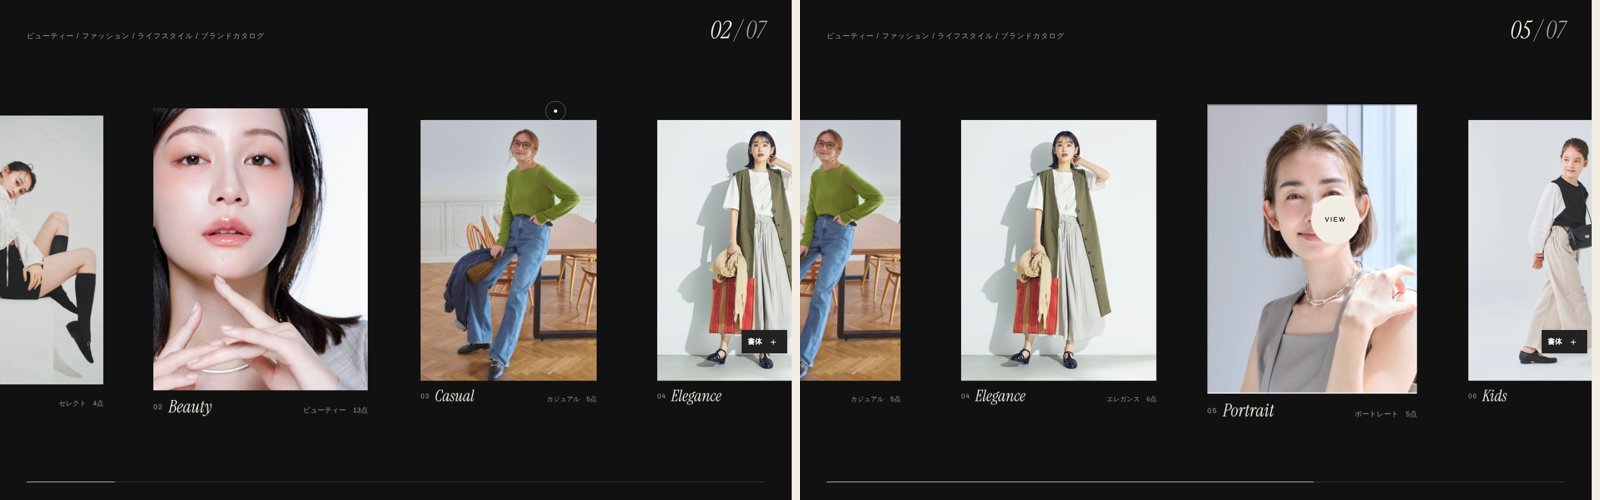 ビューティー / ファッション / ライフスタイル / ブランドカタログ
02 / 07
セレクト 4点
02 Beauty ビューティー 13点
03 Casual カジュアル 5点
04 Elegance
書体 +
ビューティー / ファッション / ライフスタイル / ブランドカタログ
05 / 07
VIEW
カジュアル 5点
04 Elegance エレガンス 6点
05 Portrait ポートレート 5点
06 Kids
書体 +